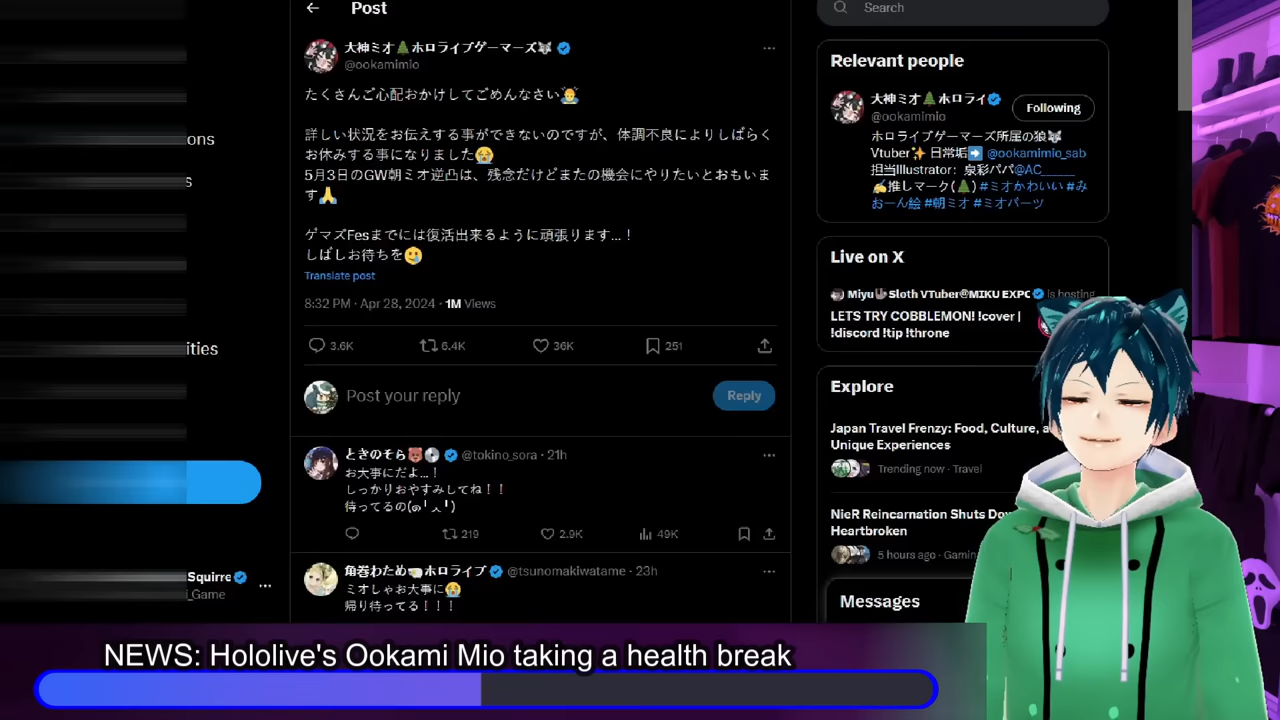 Post
Search
大神ミオ🌲ホロライブゲーマーズ🐺
@ookamimio
たくさんご心配おかけしてごめんなさい🙇
詳しい状況をお伝えする事ができないのですが、体調不良によりしばらく
お休みする事になりました😭
5月3日のGW朝ミオ逆凸は、残念だけどまたの機会にやりたいとおもいま
す🙏
ゲマズFesまでには復活出来るように頑張ります...！
しばしお待ちを🥲
Translate post
8:32 PM · Apr 28, 2024 · 1M Views
3.6K 6.4K 36K 251
Post your reply
Reply
ときのそら🐻💿 @tokino_sora · 21h
お大事にだよ...！
しっかりおやすみしてね！！
待ってるの(๑╹ㅅ╹)
219 2.9K 49K
角巻わため🐏ホロライブ @tsunomakiwatame · 23h
ミオしゃお大事に😭
帰り待ってる！！！
Relevant people
大神ミオ🌲ホロライ
@ookamimio
Following
ホロライブゲーマーズ所属の狼🐺
Vtuber✨ 日常垢➡️ @ookamimio_sab
担当Illustrator：泉彩パパ@AC_____
✍推しマーク(🌲) #ミオかわいい #み
おーん絵 #朝ミオ #ミオパーツ
Live on X
Miyu🦥Sloth VTuber@MIKU EXPO is hosting
LETS TRY COBBLEMON! !cover |
!discord !tip !throne
Explore
Japan Travel Frenzy: Food, Culture, a
Unique Experiences
Trending now · Travel
NieR Reincarnation Shuts Dow
Heartbroken
5 hours ago · Gamin
Messages
ons
s
ities
Squirre
i_Game
NEWS: Hololive's Ookami Mio taking a health break